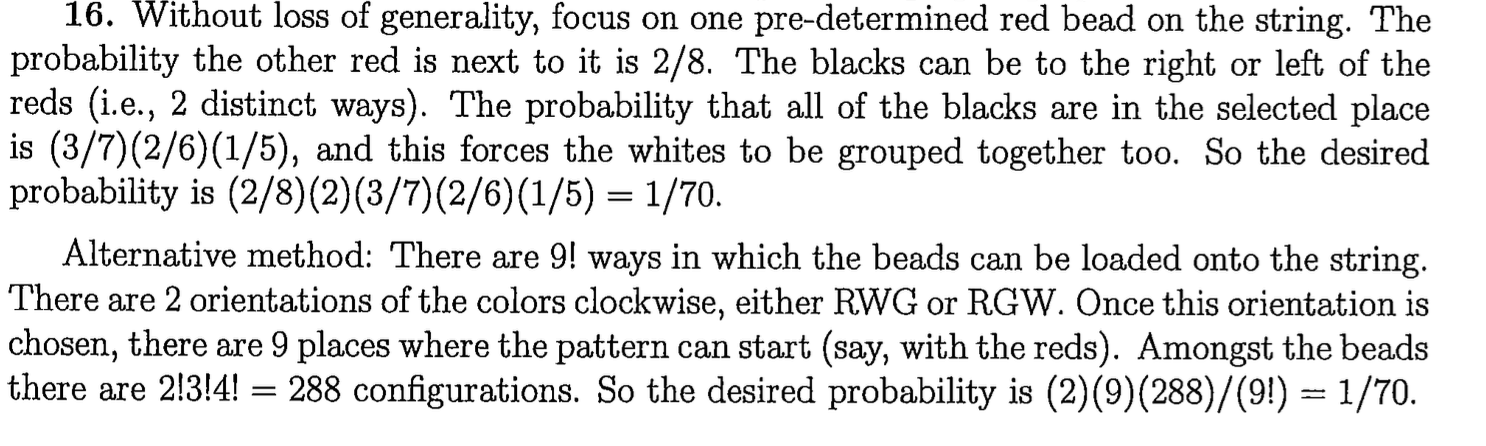 16. Without loss of generality, focus on one pre-determined red bead on the string. The
probability the other red is next to it is 2/8. The blacks can be to the right or left of the
reds (i.e., 2 distinct ways). The probability that all of the blacks are in the selected place
is (3/7)(2/6)(1/5), and this forces the whites to be grouped together too. So the desired
probability is (2/8)(2)(3/7)(2/6)(1/5) = 1/70.
Alternative method: There are 9! ways in which the beads can be loaded onto the string.
There are 2 orientations of the colors clockwise, either RWG or RGW. Once this orientation is
chosen, there are 9 places where the pattern can start (say, with the reds). Amongst the beads
there are 2!3!4! = 288 configurations. So the desired probability is (2)(9)(288)/(9!) = 1/70.